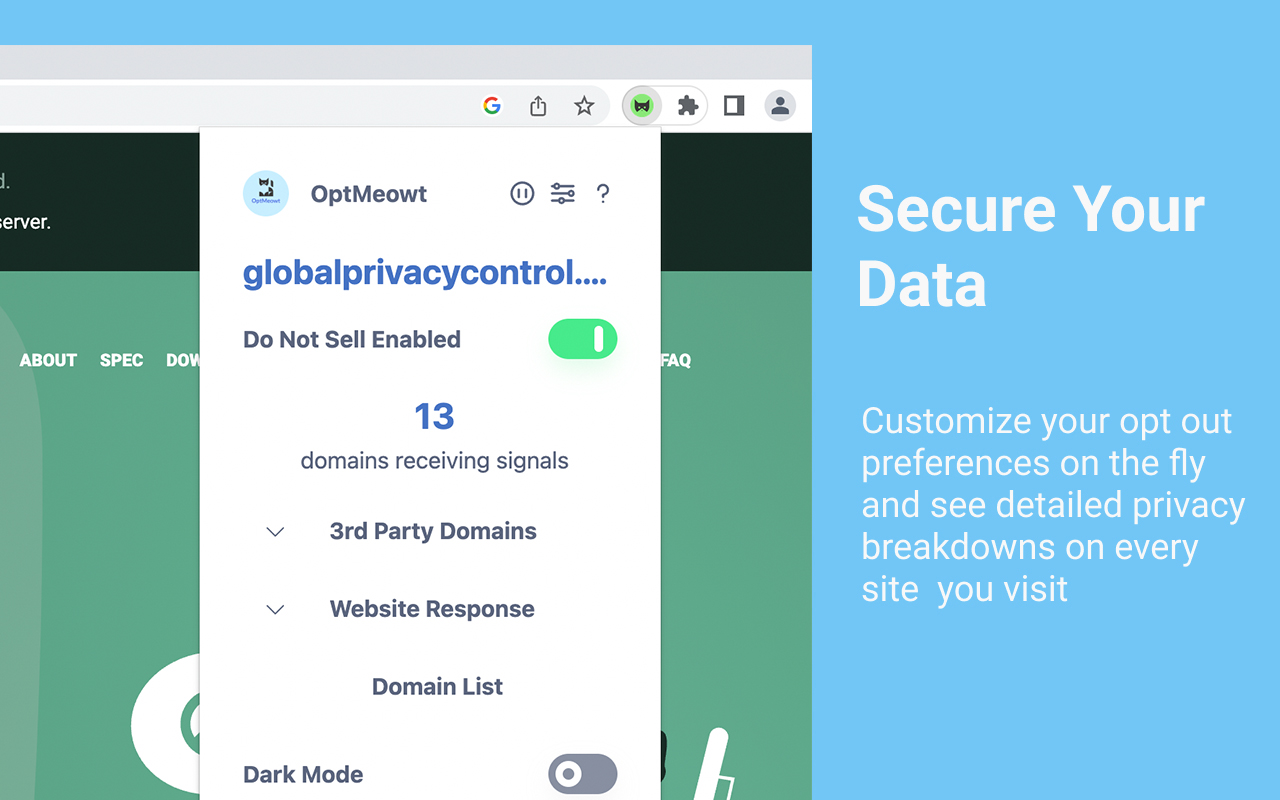 d.
server.
OptMeowt
OptMeowt
?
globalprivacycontrol....
Do Not Sell Enabled
ABOUT SPEC DOW FAQ
13
domains receiving signals
3rd Party Domains
Website Response
Domain List
Dark Mode
Secure Your
Data
Customize your opt out
preferences on the fly
and see detailed privacy
breakdowns on every
site  you visit